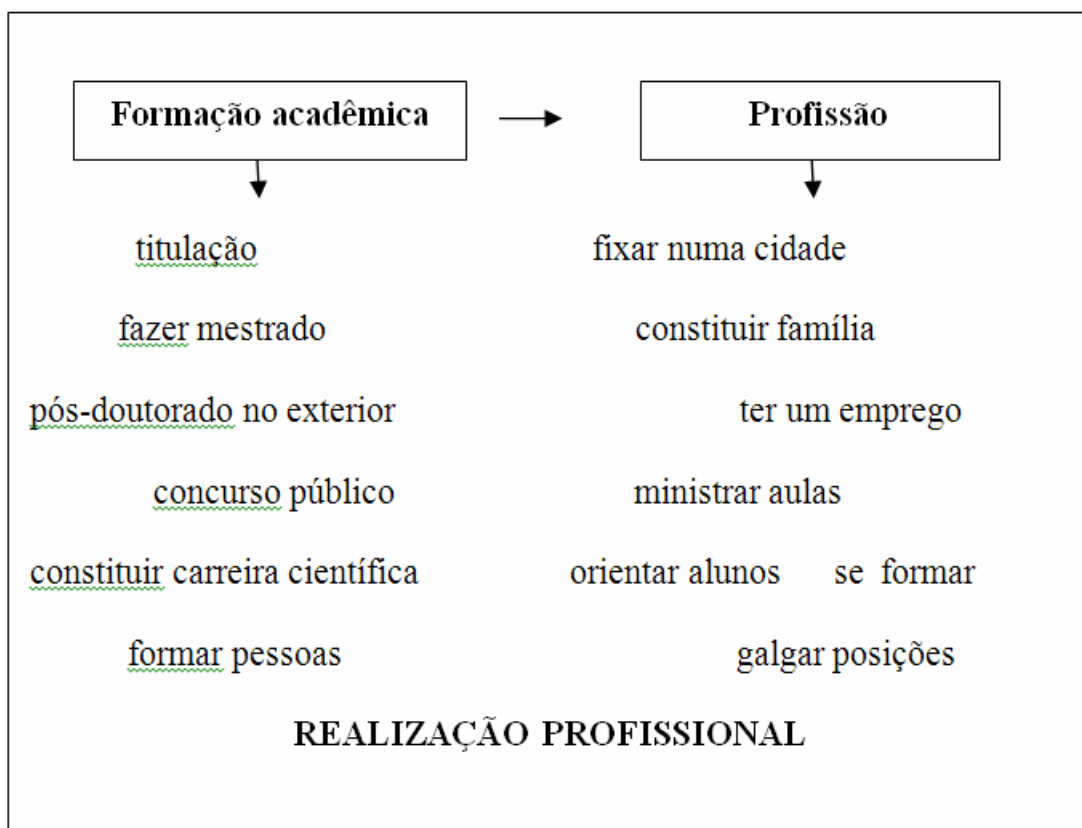 Formação acadêmica Profissão
titulação fixar numa cidade
fazer mestrado constituir família
pós-doutorado no exterior ter um emprego
concurso público ministrar aulas
constituir carreira científica orientar alunos se formar
formar pessoas galgar posições
REALIZAÇÃO PROFISSIONAL